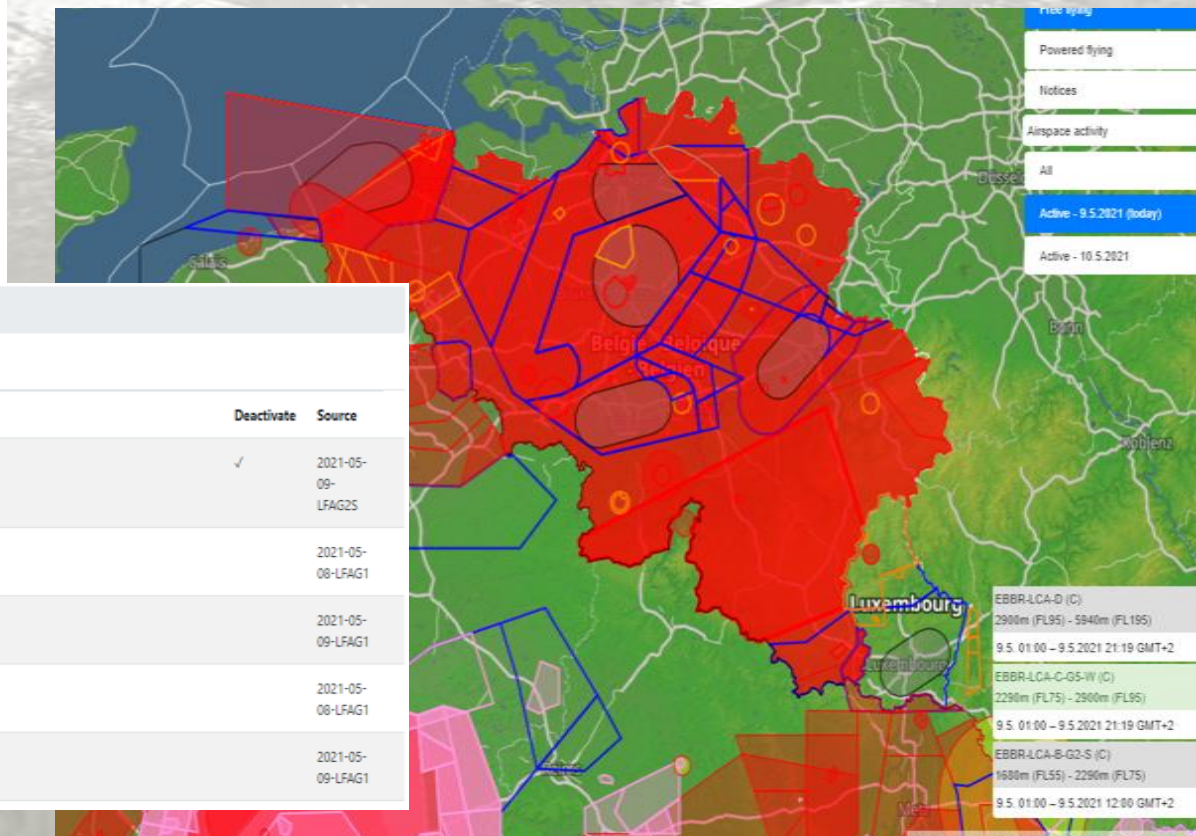 Free flying
Powered flying
Notices
Airspace activity
All
Active - 9.5.2021 (today)
Active - 10.5.2021
Calais
België - Belgique
- Belgien
Bonn
Koblenz
Luxembourg
Luxembourg
Reims
Metz
Deactivate Source
✓ 2021-05-
09-
LFAG2S
2021-05-
08-LFAG1
2021-05-
09-LFAG1
2021-05-
08-LFAG1
2021-05-
09-LFAG1
EBBR-LCA-D (C)
2900m (FL95) - 5940m (FL195)
9.5. 01:00 – 9.5.2021 21:19 GMT+2
EBBR-LCA-C-G5-W (C)
2290m (FL75) - 2900m (FL95)
9.5. 01:00 – 9.5.2021 21:19 GMT+2
EBBR-LCA-B-G2-S (C)
1680m (FL55) - 2290m (FL75)
9.5. 01:00 – 9.5.2021 12:00 GMT+2